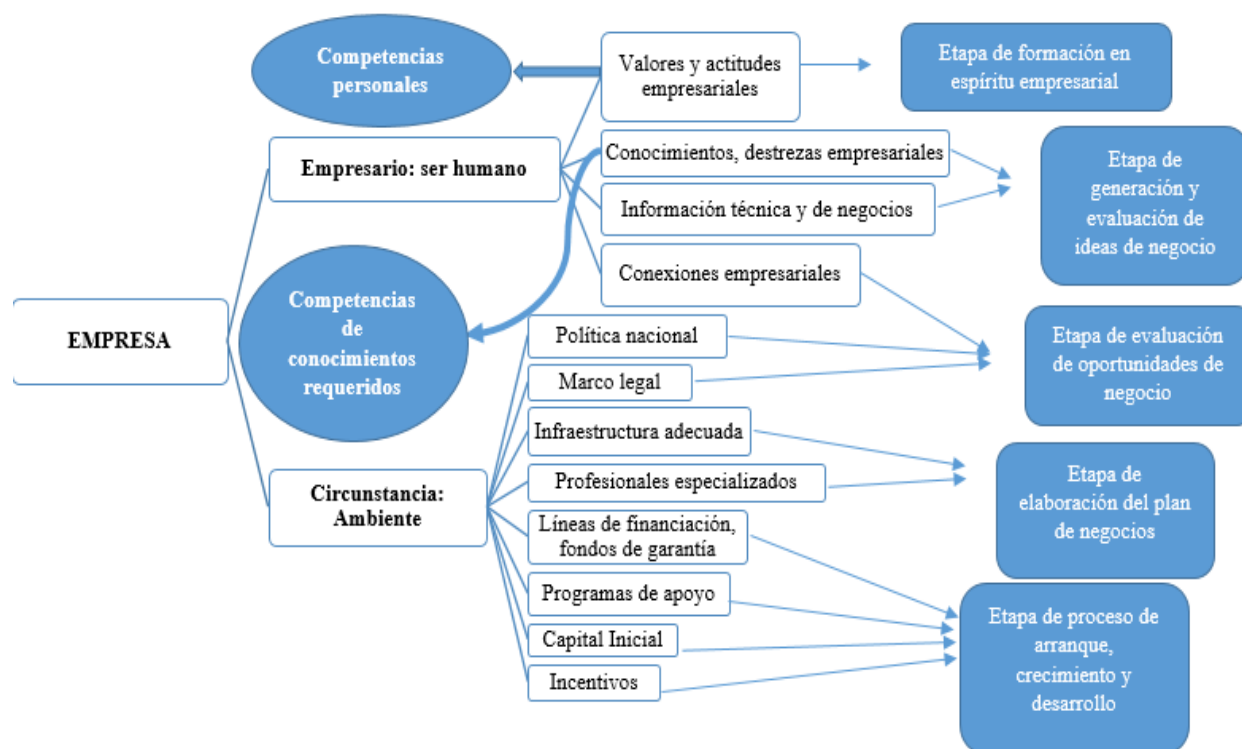 Competencias
personales
Valores y actitudes
empresariales
Etapa de formación en
espíritu empresarial
Empresario: ser humano
Conocimientos, destrezas empresariales
Información técnica y de negocios
Conexiones empresariales
Etapa de
generación y
evaluación de
ideas de negocio
EMPRESA
Competencias
de
conocimientos
requeridos
Política nacional
Marco legal
Infraestructura adecuada
Profesionales especializados
Etapa de evaluación
de oportunidades de
negocio
Circunstancia:
Ambiente
Líneas de financiación,
fondos de garantía
Programas de apoyo
Capital Inicial
Incentivos
Etapa de
elaboración del plan
de negocios
Etapa de proceso de
arranque,
crecimiento y
desarrollo